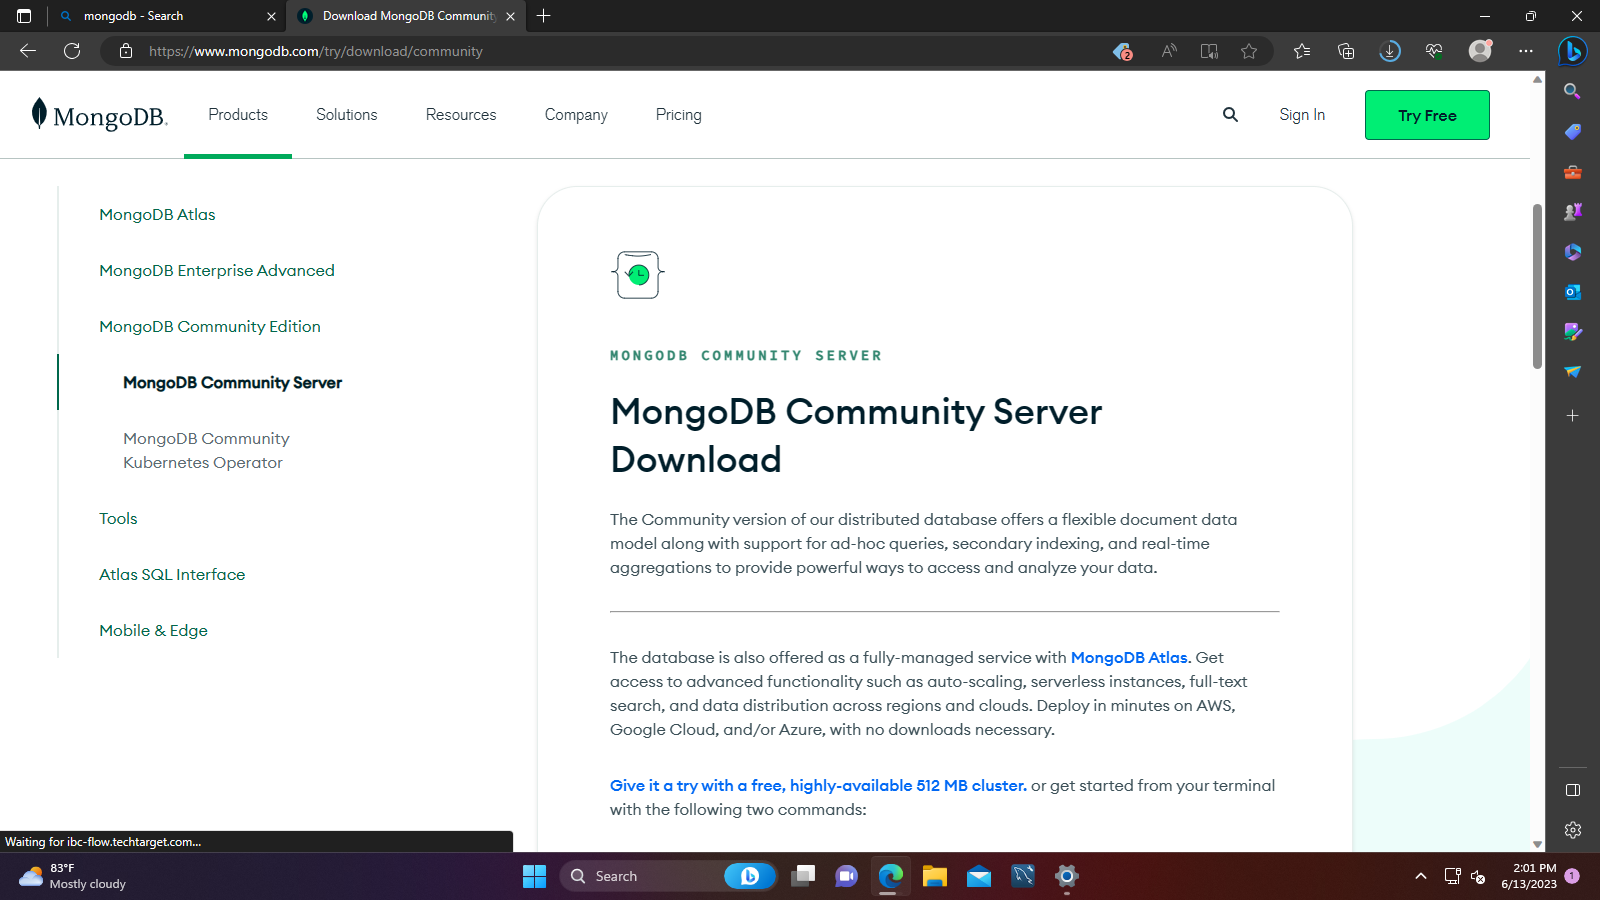 mongodb - Search
Download MongoDB Community
https://www.mongodb.com/try/download/community
2
MongoDB.
Products
Solutions
Resources
Company
Pricing
Sign In
Try Free
MongoDB Atlas
MongoDB Enterprise Advanced
MongoDB Community Edition
MongoDB Community Server
MongoDB Community
Kubernetes Operator
Tools
Atlas SQL Interface
Mobile & Edge
MONGODB COMMUNITY SERVER
MongoDB Community Server
Download
The Community version of our distributed database offers a flexible document data
model along with support for ad-hoc queries, secondary indexing, and real-time
aggregations to provide powerful ways to access and analyze your data.
The database is also offered as a fully-managed service with MongoDB Atlas. Get
access to advanced functionality such as auto-scaling, serverless instances, full-text
search, and data distribution across regions and clouds. Deploy in minutes on AWS,
Google Cloud, and/or Azure, with no downloads necessary.
Give it a try with a free, highly-available 512 MB cluster. or get started from your terminal
with the following two commands:
Waiting for ibc-flow.techtarget.com...
83°F
Mostly cloudy
Search
2:01 PM
6/13/2023
1